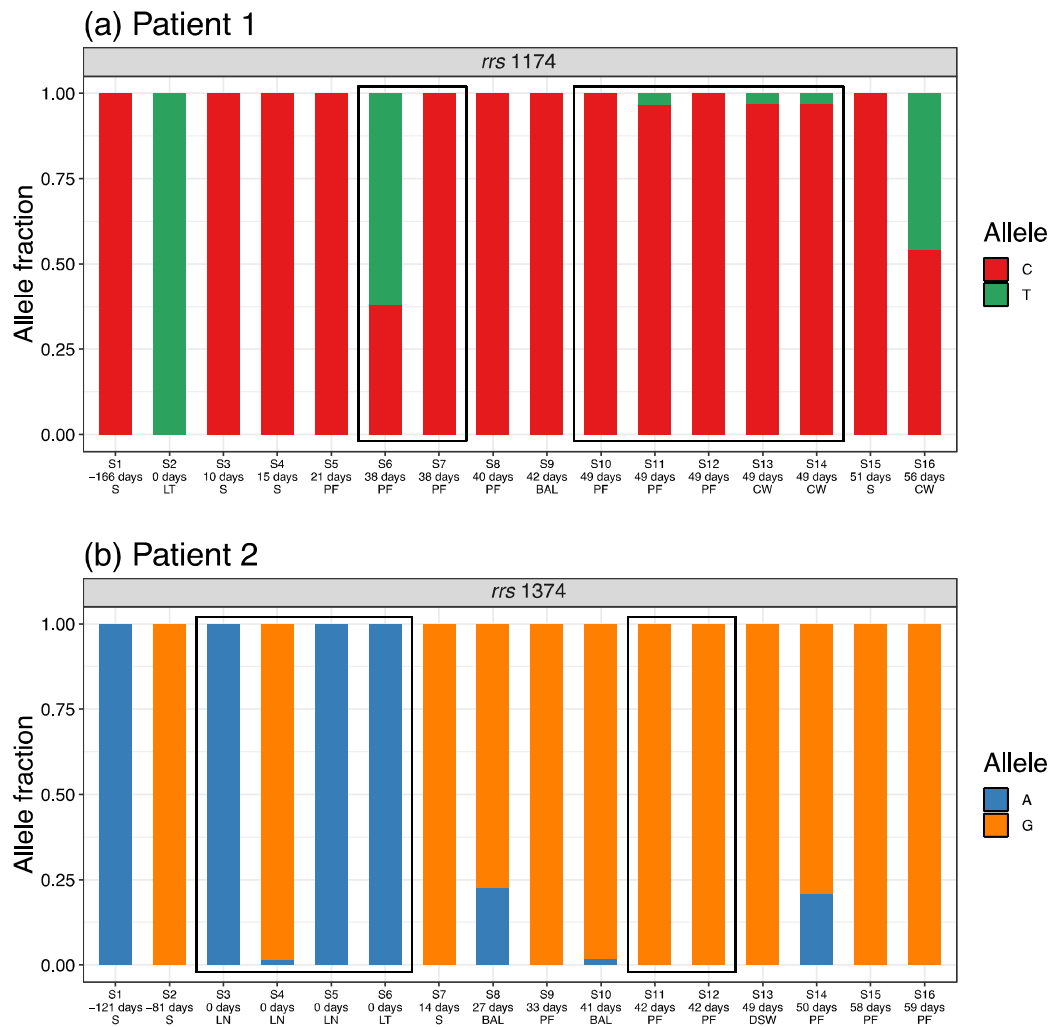 (a) Patient 1
rrs 1174
Allele fraction
1.00
0.75
0.50
0.25
0.00
S1 S2 S3 S4 S5 S6 S7 S8 S9 S10 S11 S12 S13 S14 S15 S16
−166 days 0 days 10 days 15 days 21 days 38 days 38 days 40 days 42 days 49 days 49 days 49 days 49 days 49 days 51 days 56 days
S LT S S PF PF PF PF BAL PF PF PF CW CW S CW
Allele
C
T
(b) Patient 2
rrs 1374
Allele fraction
1.00
0.75
0.50
0.25
0.00
S1 S2 S3 S4 S5 S6 S7 S8 S9 S10 S11 S12 S13 S14 S15 S16
−121 days −81 days 0 days 0 days 0 days 0 days 14 days 27 days 33 days 41 days 42 days 42 days 49 days 50 days 58 days 59 days
S S LN LN LN LT S BAL PF BAL PF PF DSW PF PF PF
Allele
A
G